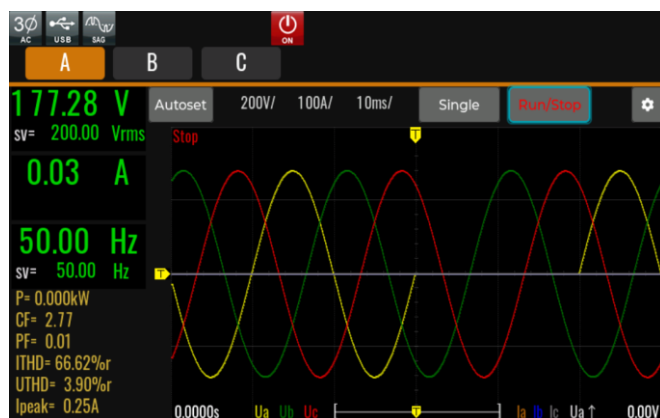 3Ø
AC
USB
SAG
ON
A
B
C
177.28 V
sv= 200.00 Vrms
0.03 A
50.00 Hz
sv= 50.00 Hz
P= 0.000kW
CF= 2.77
PF= 0.01
ITHD= 66.62%r
UTHD= 3.90%r
Ipeak= 0.25A
Autoset
200V/
100A/
10ms/
Single
Run/Stop
Stop
T
T
0.0000s
Ua
Ub
Uc
[
T
]
Ia
Ib
Ic
Ua↑
0.00V